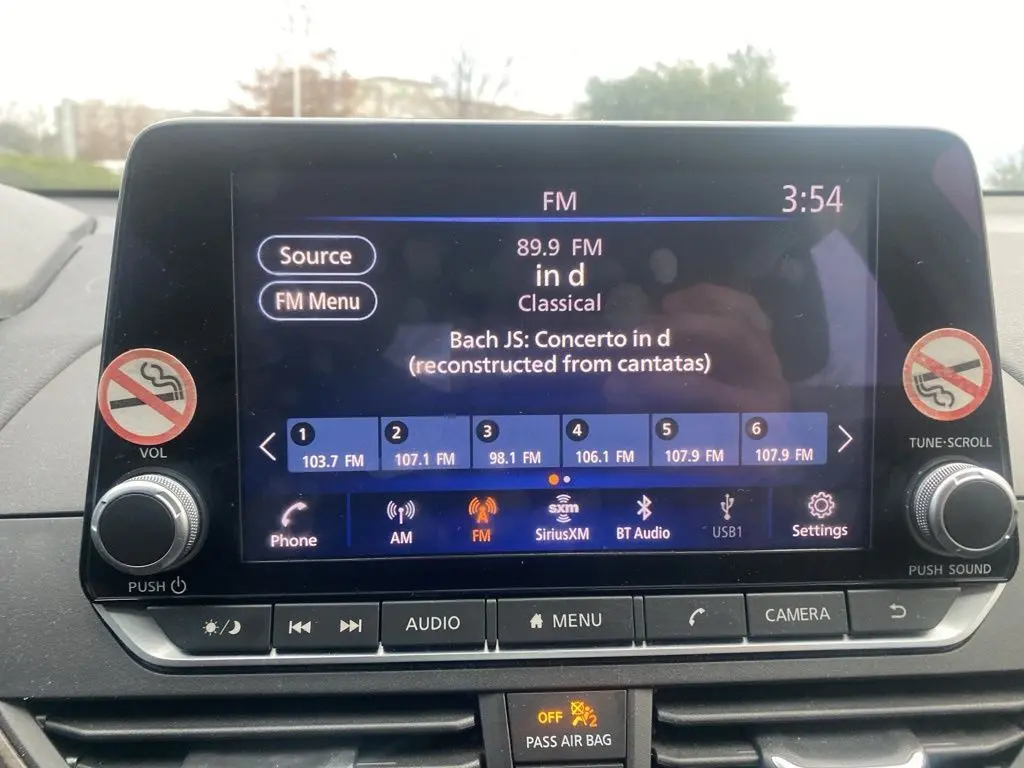 FM
3:54
Source
89.9 FM
in d
FM Menu
Classical
Bach JS: Concerto in d
(reconstructed from cantatas)
1
2
3
4
5
6
103.7 FM
107.1 FM
98.1 FM
106.1 FM
107.9 FM
107.9 FM
VOL
TUNE·SCROLL
sxm
Phone
AM
FM
SiriusXM
BT Audio
USB1
Settings
PUSH
PUSH SOUND
AUDIO
MENU
CAMERA
OFF 2
PASS AIR BAG